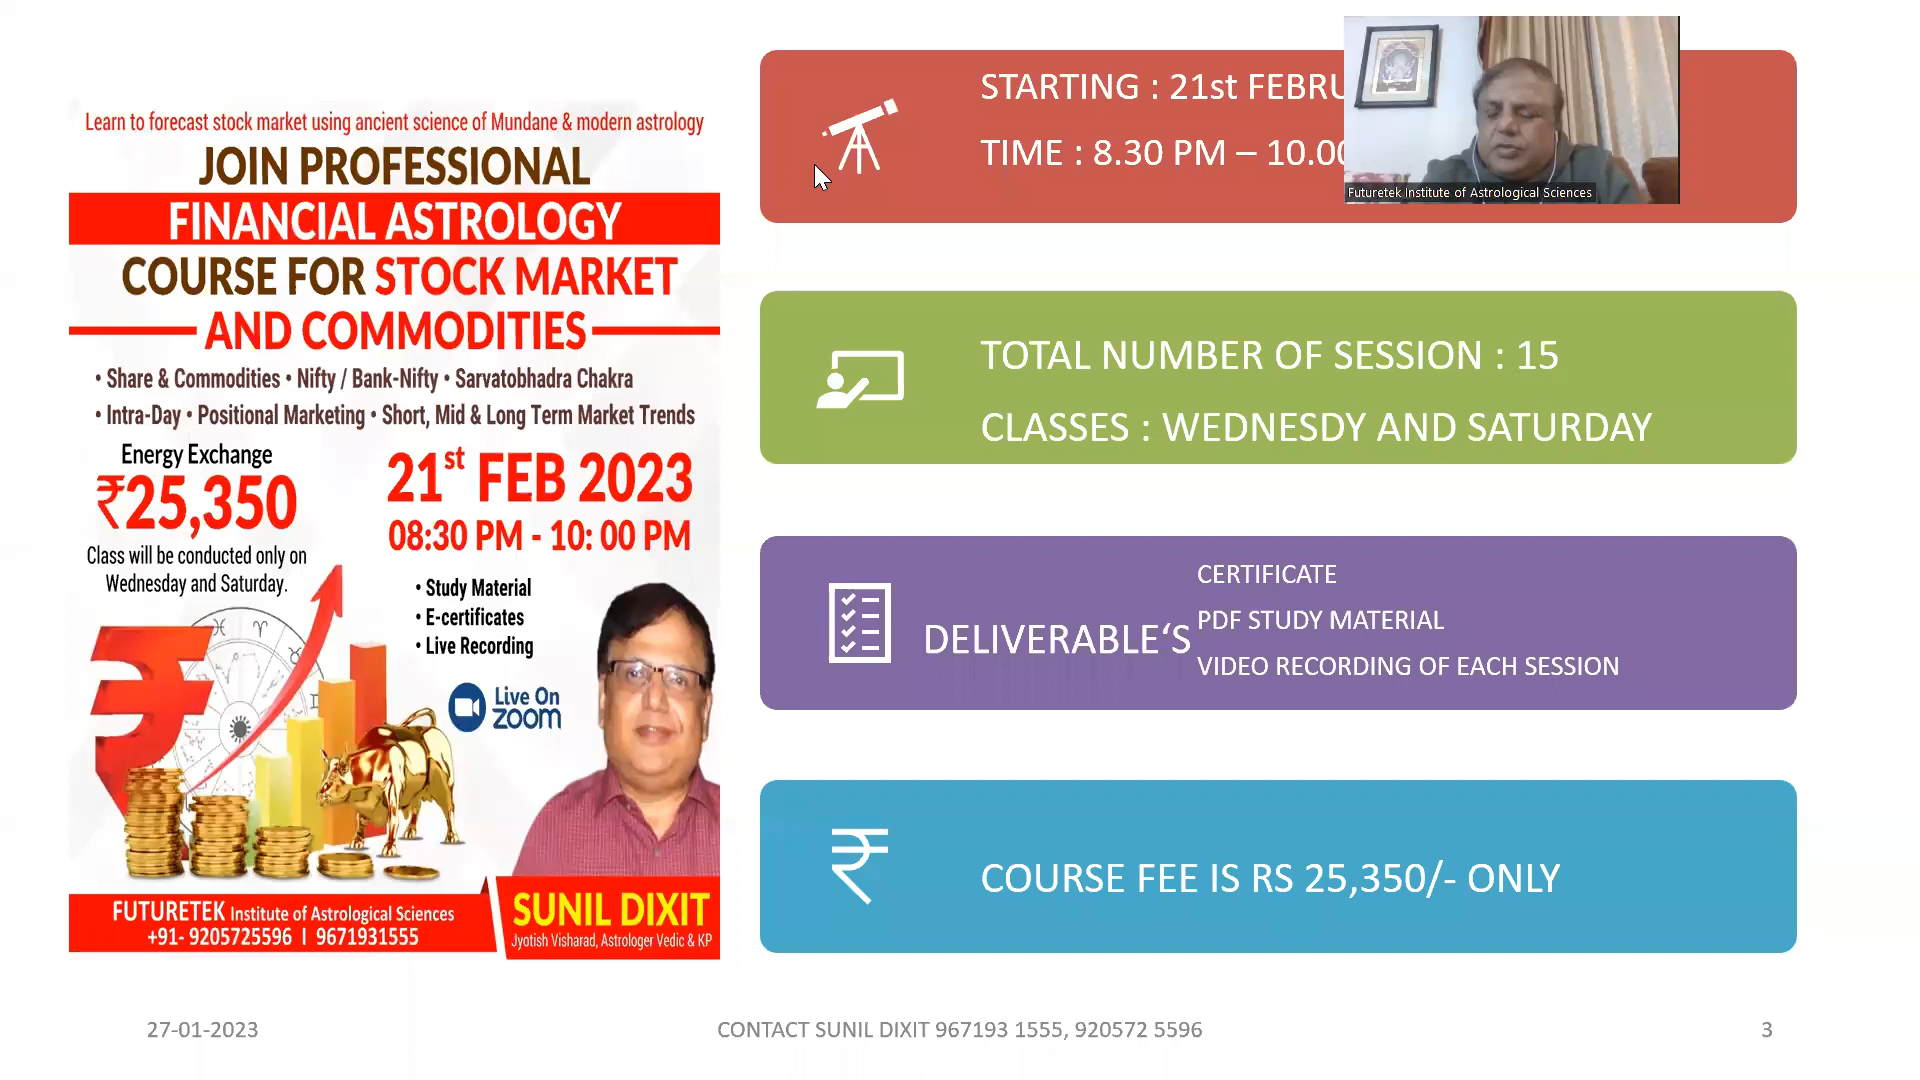 Learn to forecast stock market using ancient science of Mundane & modern astrology
JOIN PROFESSIONAL
FINANCIAL ASTROLOGY
COURSE FOR STOCK MARKET
AND COMMODITIES
• Share & Commodities • Nifty / Bank-Nifty • Sarvatobhadra Chakra
• Intra-Day • Positional Marketing • Short, Mid & Long Term Market Trends
Energy Exchange
₹25,350
Class will be conducted only on
Wednesday and Saturday.
21st FEB 2023
08:30 PM - 10: 00 PM
• Study Material
• E-certificates
• Live Recording
Live On
zoom
FUTURETEK Institute of Astrological Sciences
+91- 9205725596 I 9671931555
SUNIL DIXIT
Jyotish Visharad, Astrologer Vedic & KP
STARTING : 21st FEBRU
TIME : 8.30 PM – 10.00
Futuretek Institute of Astrological Sciences
TOTAL NUMBER OF SESSION : 15
CLASSES : WEDNESDY AND SATURDAY
DELIVERABLE‘S
CERTIFICATE
PDF STUDY MATERIAL
VIDEO RECORDING OF EACH SESSION
COURSE FEE IS RS 25,350/- ONLY
27-01-2023
CONTACT SUNIL DIXIT 967193 1555, 920572 5596
3